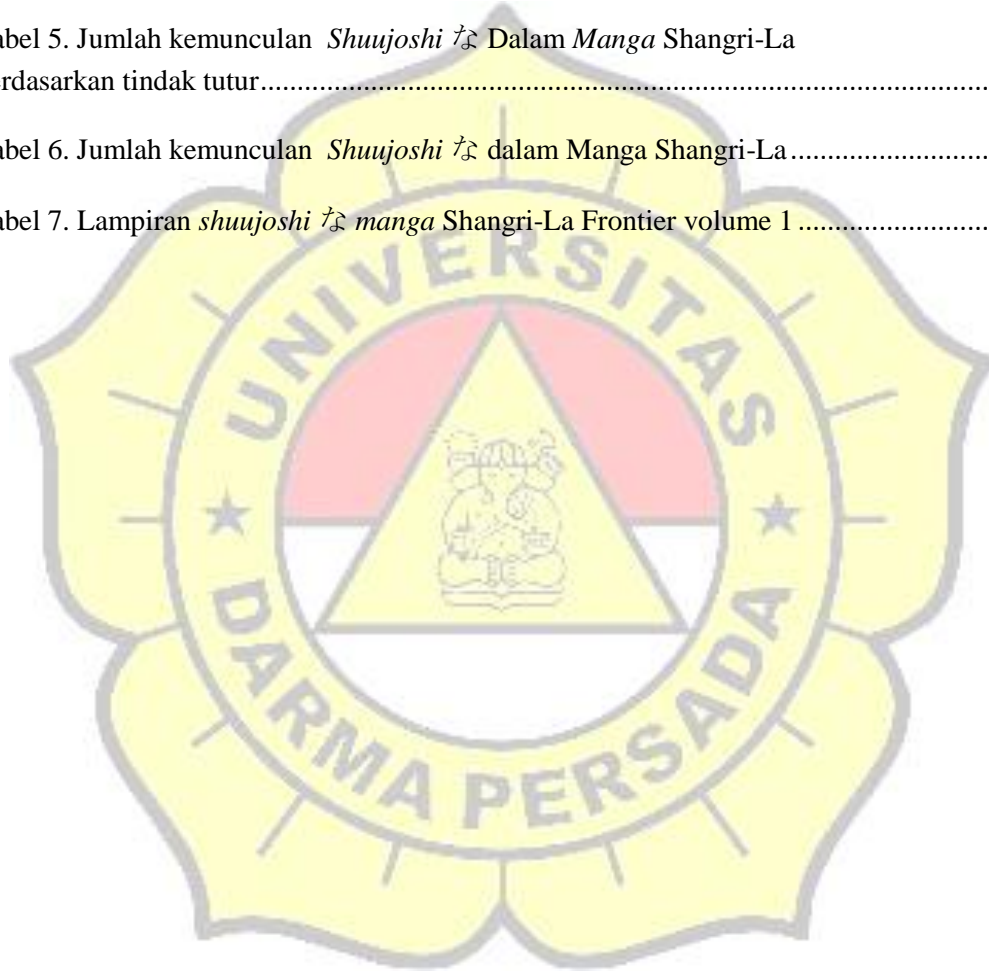 abel 5. Jumlah kemunculan Shuujoshi な Dalam Manga Shangri-La
erdasarkan tindak tutur..........................................................................................................
abel 6. Jumlah kemunculan Shuujoshi な dalam Manga Shangri-La...........................
abel 7. Lampiran shuujoshi な manga Shangri-La Frontier volume 1..........................
UNIVERSITAS
DARMA PERSADA